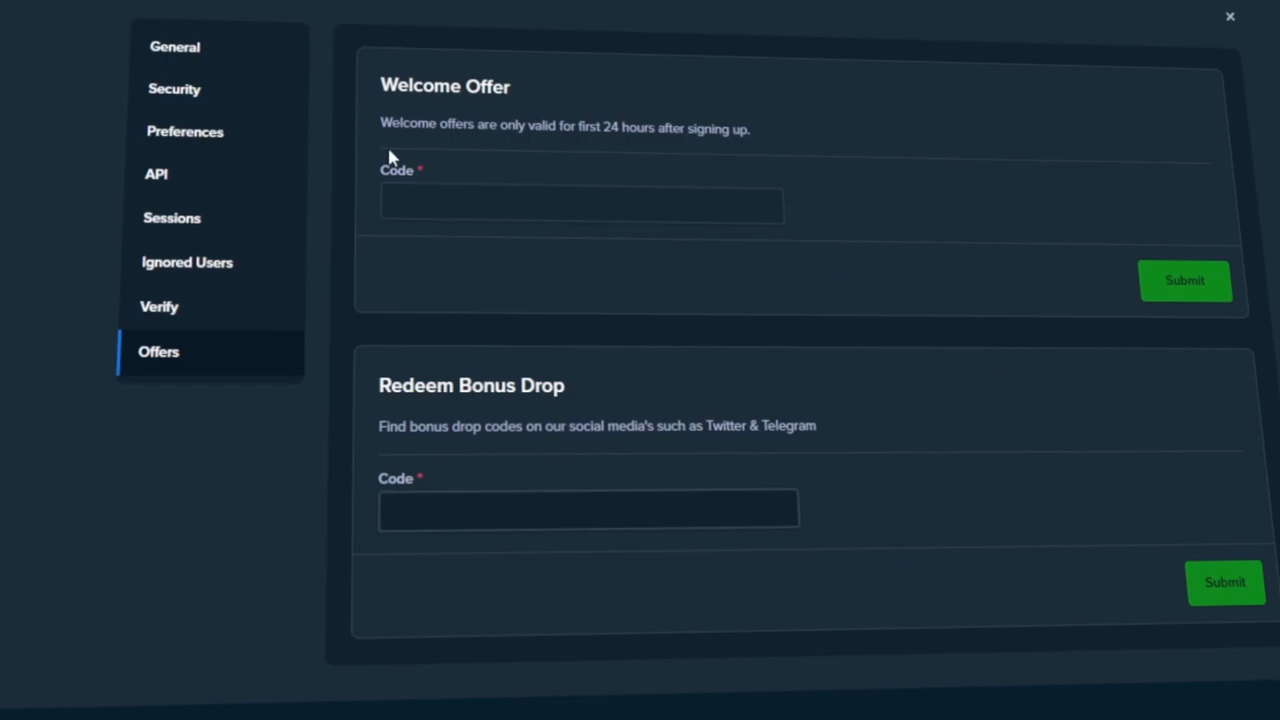 General
Security
Preferences
API
Sessions
Ignored Users
Verify
Offers
Welcome Offer
Welcome offers are only valid for first 24 hours after signing up.
Code *
Submit
Redeem Bonus Drop
Find bonus drop codes on our social media's such as Twitter & Telegram
Code *
Submit